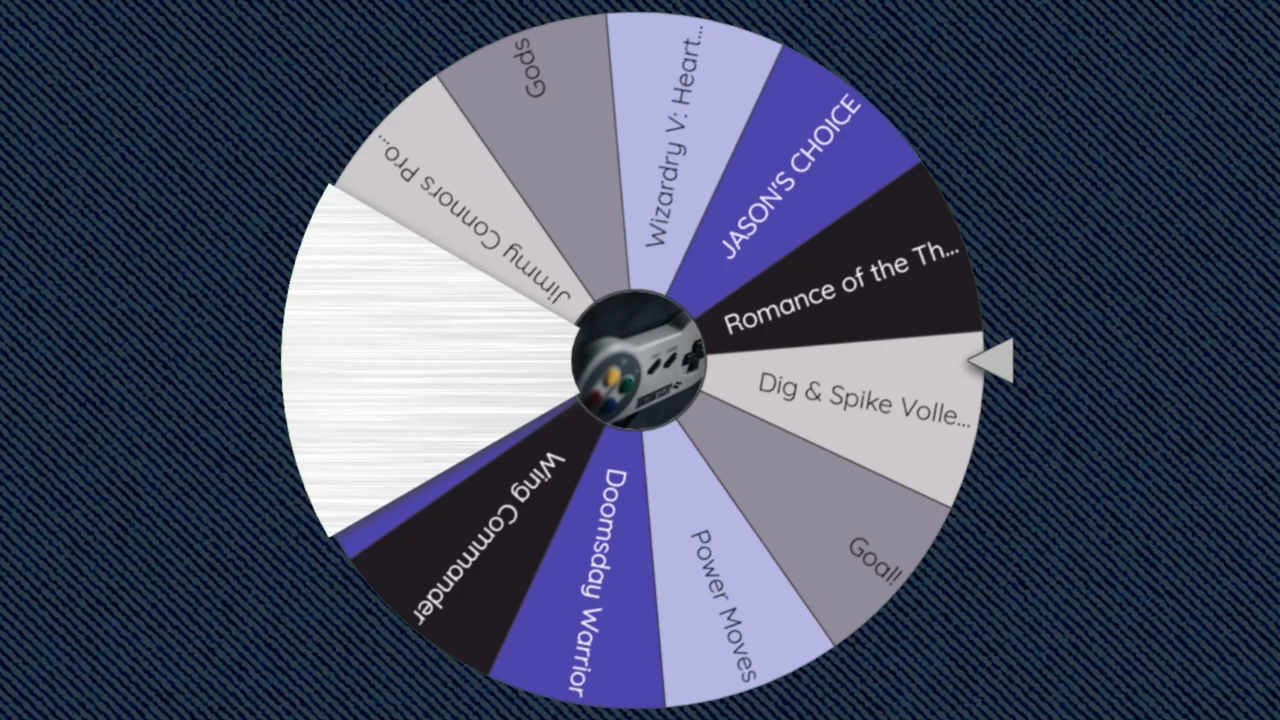 Gods
Wizardry V: Heart...
JASON'S CHOICE
Romance of the Th...
Dig & Spike Volle...
Goal!
Power Moves
Doomsday Warrior
Wing Commander
Jimmy Connors Pro...